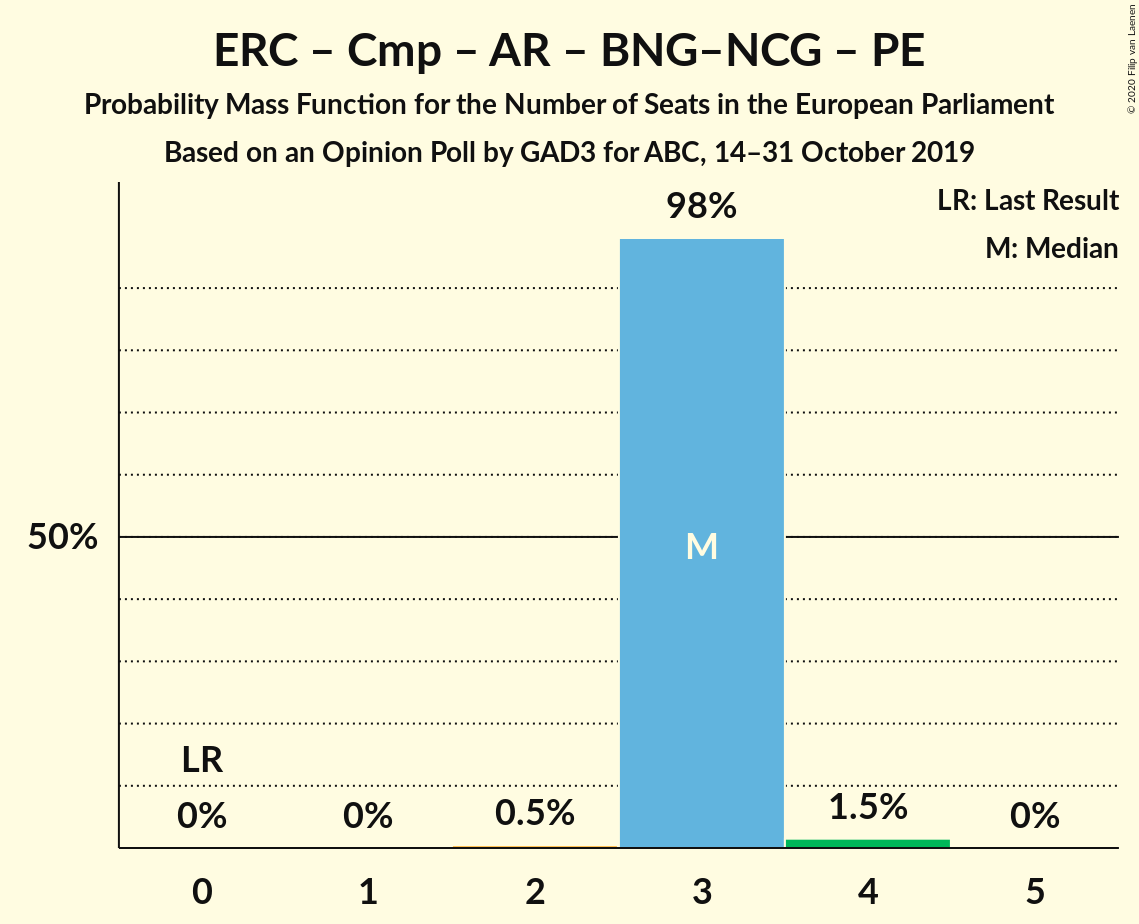 ERC – Cmp – AR – BNG–NCG – PE
Probability Mass Function for the Number of Seats in the European Parliament
Based on an Opinion Poll by GAD3 for ABC, 14–31 October 2019
© 2020 Filip van Laenen
LR: Last Result
M: Median
98%
50%
M
LR
0%
0%
0.5%
1.5%
0%
0
1
2
3
4
5